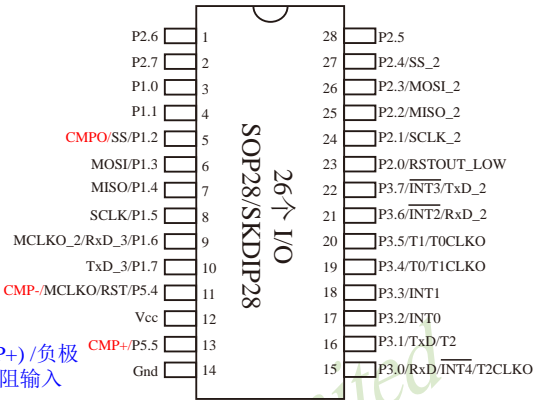 P2.6 1 28 P2.5
P2.7 2 27 P2.4/SS_2
P1.0 3 26 P2.3/MOSI_2
P1.1 4 25 P2.2/MISO_2
CMPO/SS/P1.2 5 24 P2.1/SCLK_2
MOSI/P1.3 6 23 P2.0/RSTOUT_LOW
MISO/P1.4 7 22 P3.7/INT3/TxD_2
SCLK/P1.5 8 21 P3.6/INT2/RxD_2
MCLKO_2/RxD_3/P1.6 9 20 P3.5/T1/T0CLKO
TxD_3/P1.7 10 19 P3.4/T0/T1CLKO
CMP-/MCLKO/RST/P5.4 11 18 P3.3/INT1
Vcc 12 17 P3.2/INT0
CMP+/P5.5 13 16 P3.1/TxD/T2
Gnd 14 15 P3.0/RxD/INT4/T2CLKO
26个 I/O
SOP28/SKDIP28
P+) /负极
阻输入